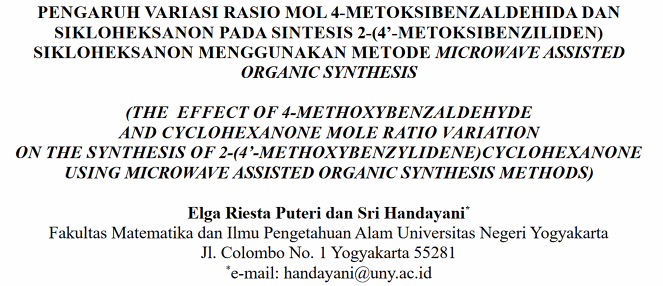 PENGARUH VARIASI RASIO MOL 4-METOKSIBENZALDEHIDA DAN
SIKLOHEKSANON PADA SINTESIS 2-(4’-METOKSIBENZILIDEN)
SIKLOHEKSANON MENGGUNAKAN METODE MICROWAVE ASSISTED
ORGANIC SYNTHESIS
(THE EFFECT OF 4-METHOXYBENZALDEHYDE
AND CYCLOHEXANONE MOLE RATIO VARIATION
ON THE SYNTHESIS OF 2-(4’-METHOXYBENZYLIDENE)CYCLOHEXANONE
USING MICROWAVE ASSISTED ORGANIC SYNTHESIS METHODS)
Elga Riesta Puteri dan Sri Handayani*
Fakultas Matematika dan Ilmu Pengetahuan Alam Universitas Negeri Yogyakarta
Jl. Colombo No. 1 Yogyakarta 55281
*e-mail: handayani@uny.ac.id